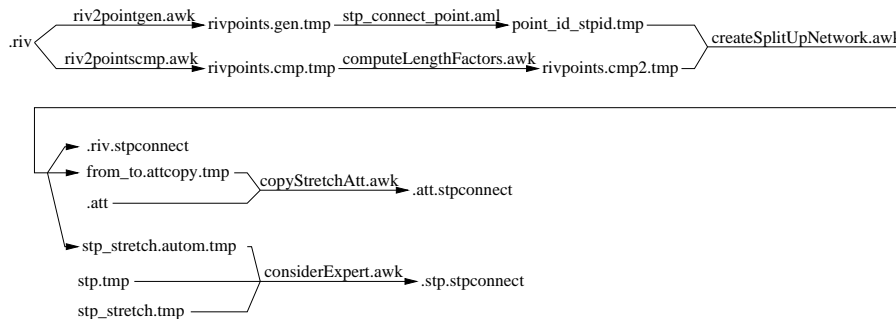 riv2pointgen.awk
stp_connect_point.aml
.riv
rivpoints.gen.tmp
point_id_stpid.tmp
createSplitUpNetwork.awk
riv2pointscmp.awk
computeLengthFactors.awk
rivpoints.cmp.tmp
rivpoints.cmp2.tmp
.riv.stpconnect
from_to.attcopy.tmp
copyStretchAtt.awk
.att
.att.stpconnect
stp_stretch.autom.tmp
stp.tmp
considerExpert.awk
.stp.stpconnect
stp_stretch.tmp